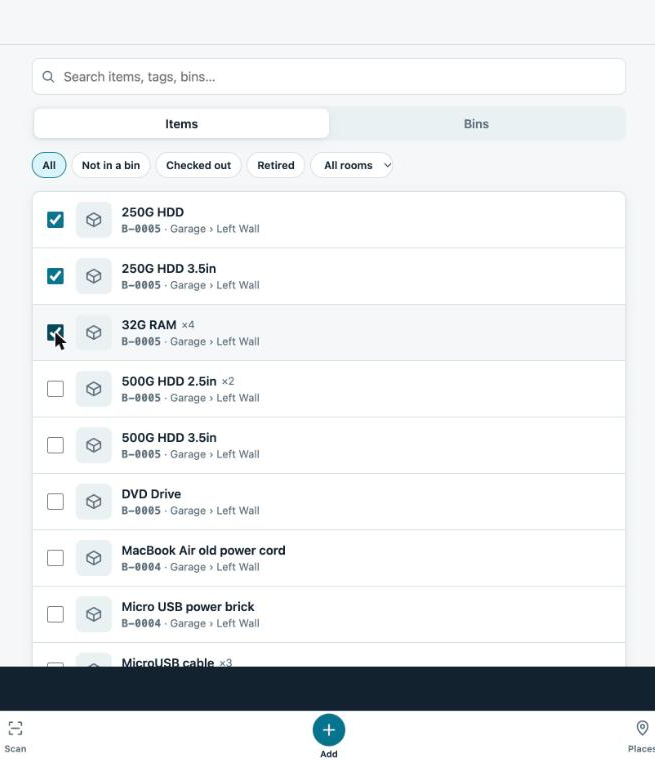 Search items, tags, bins...
Items Bins
All Not in a bin Checked out Retired All rooms
250G HDD
B-0005 · Garage › Left Wall
250G HDD 3.5in
B-0005 · Garage › Left Wall
32G RAM ×4
B-0005 · Garage › Left Wall
500G HDD 2.5in ×2
B-0005 · Garage › Left Wall
500G HDD 3.5in
B-0005 · Garage › Left Wall
DVD Drive
B-0005 · Garage › Left Wall
MacBook Air old power cord
B-0004 · Garage › Left Wall
Micro USB power brick
B-0004 · Garage › Left Wall
MicroUSB cable ×3
Scan Add Places